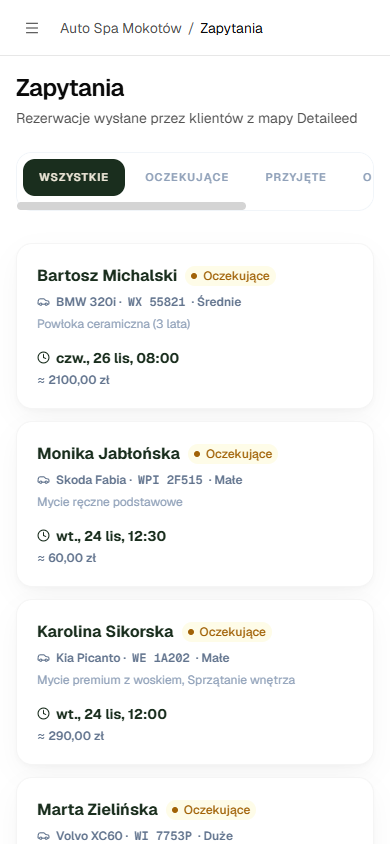 Auto Spa Mokotów / Zapytania
Zapytania
Rezerwacje wysłane przez klientów z mapy Detaileed
WSZYSTKIE OCZEKUJĄCE PRZYJĘTE O
Bartosz Michalski Oczekujące
BMW 320i · WX 55821 · Średnie
Powłoka ceramiczna (3 lata)
czw., 26 lis, 08:00
≈ 2100,00 zł
Monika Jabłońska Oczekujące
Skoda Fabia · WPI 2F515 · Małe
Mycie ręczne podstawowe
wt., 24 lis, 12:30
≈ 60,00 zł
Karolina Sikorska Oczekujące
Kia Picanto · WE 1A202 · Małe
Mycie premium z woskiem, Sprzątanie wnętrza
wt., 24 lis, 12:00
≈ 290,00 zł
Marta Zielińska Oczekujące
Volvo XC60 · WI 7753P · Duże